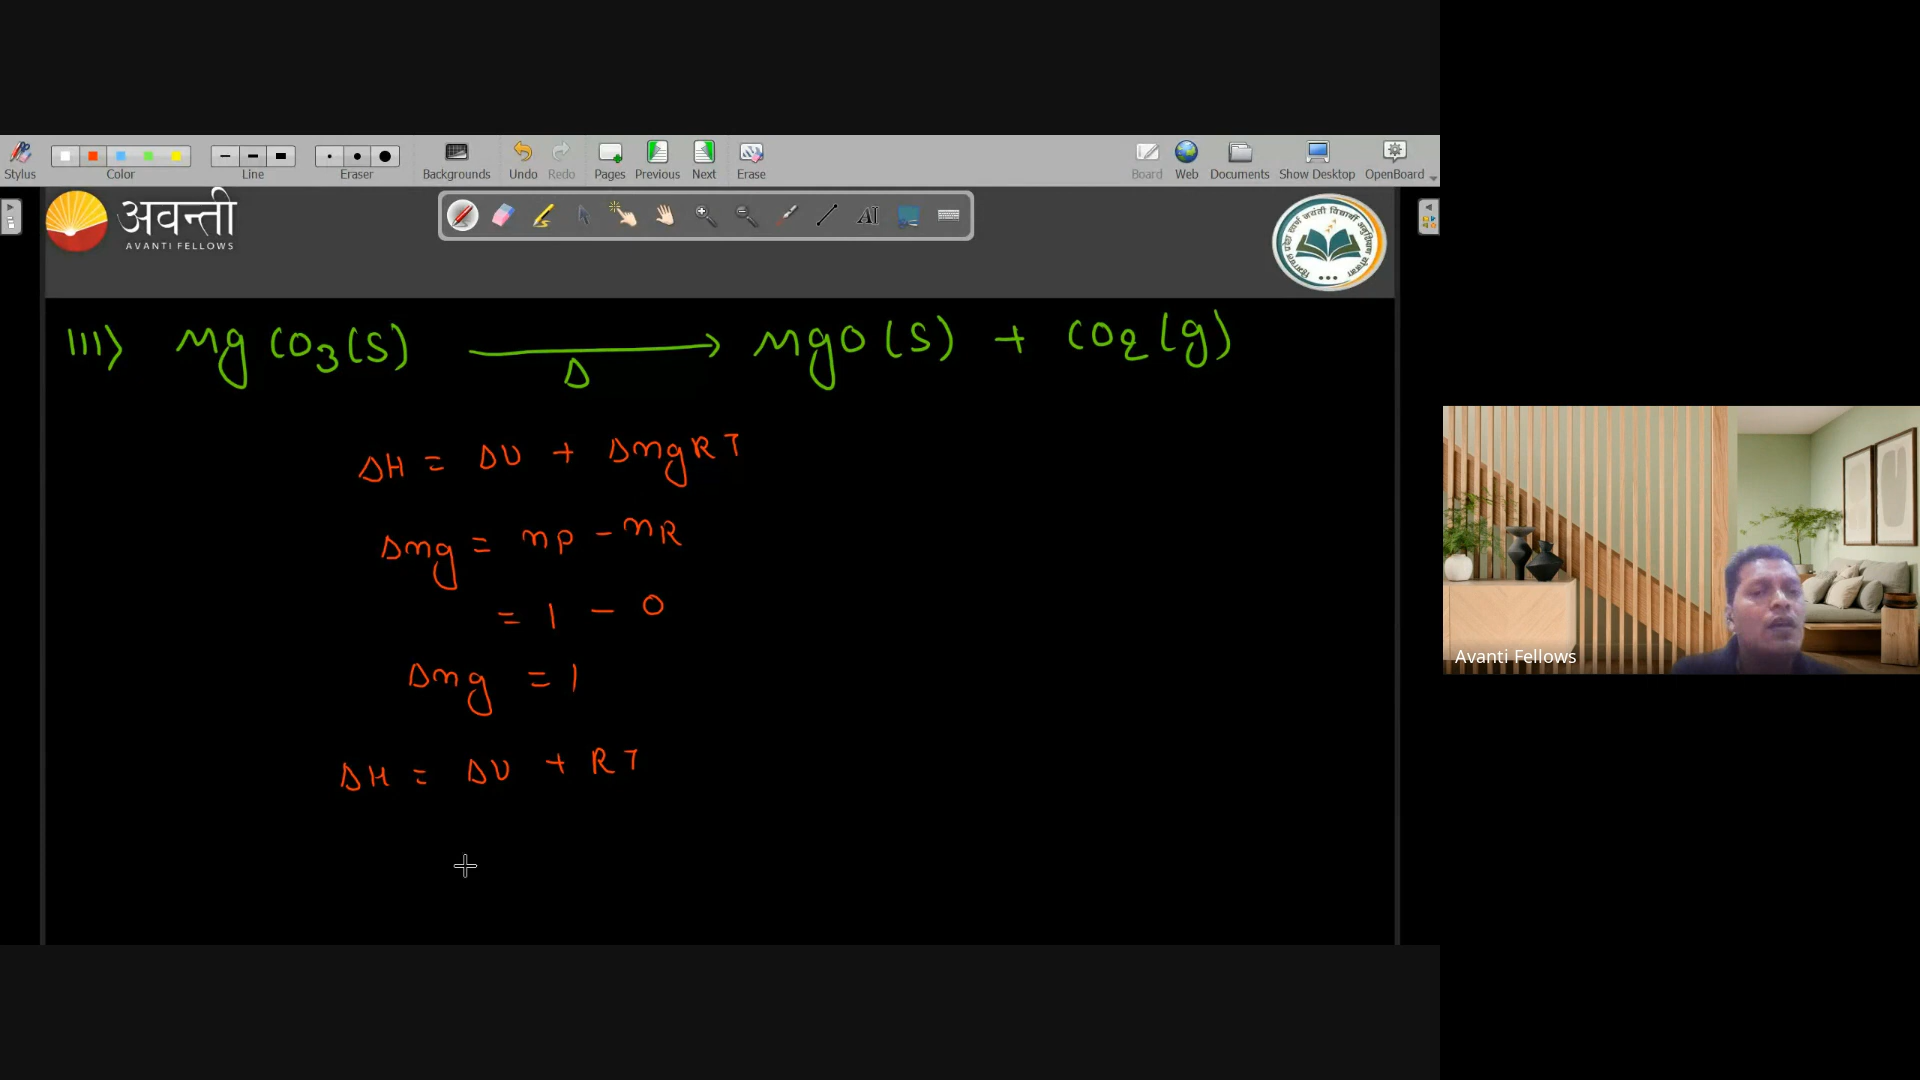 Stylus Color Line Eraser Backgrounds Undo Redo Pages Previous Next Erase Board Web Documents Show Desktop OpenBoard
अवन्ती
AVANTI FELLOWS
AI
III) MgCO3(S) →Δ MgO(S) + CO2(g)
ΔH = ΔU + ΔngRT
Δng = nP - nR
= 1 - 0
Δng = 1
ΔH = ΔU + RT
Avanti Fellows